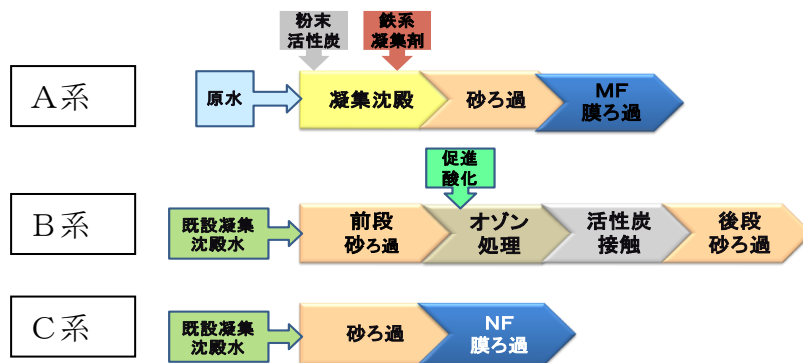 粉末
活性炭
鉄系
凝集剤
A系
原水
凝集沈殿
砂ろ過
MF
膜ろ過
促進
酸化
B系
既設凝集
沈殿水
前段
砂ろ過
オゾン
処理
活性炭
接触
後段
砂ろ過
C系
既設凝集
沈殿水
砂ろ過
NF
膜ろ過